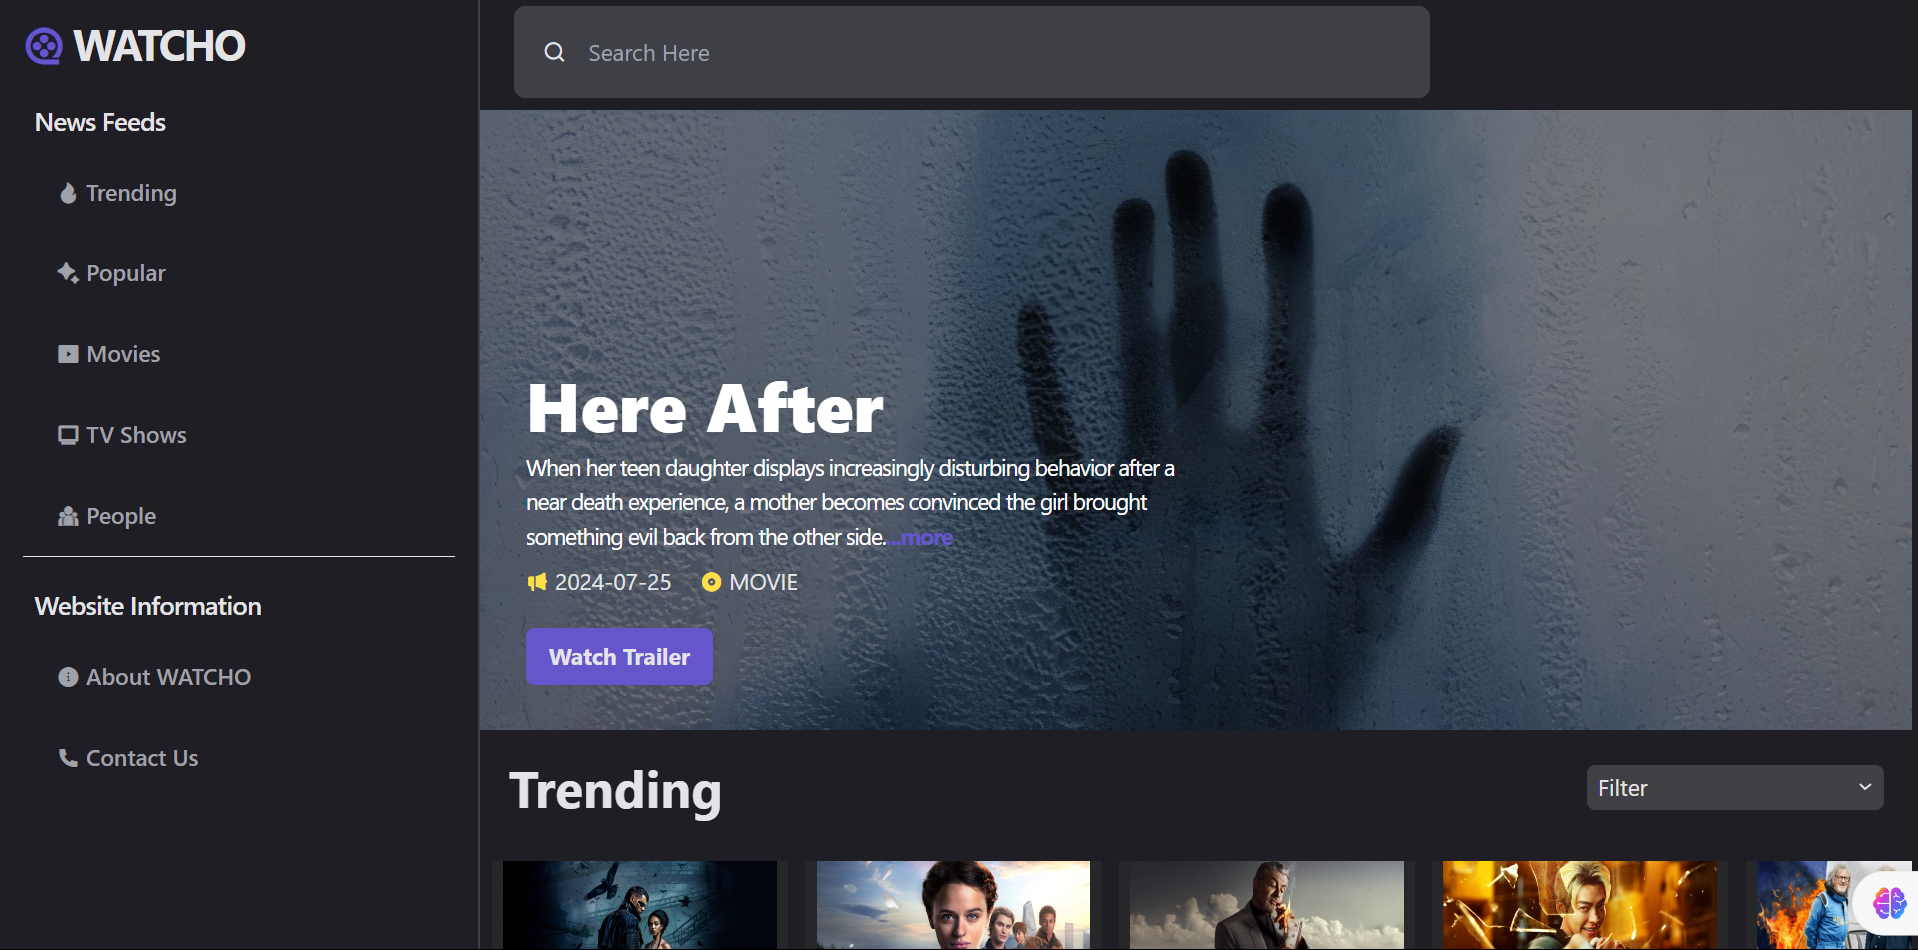 WATCHO
Search Here
News Feeds
Trending
Popular
Movies
TV Shows
People
Website Information
About WATCHO
Contact Us
Here After
When her teen daughter displays increasingly disturbing behavior after a
near death experience, a mother becomes convinced the girl brought
something evil back from the other side....more
2024-07-25 MOVIE
Watch Trailer
Trending
Filter